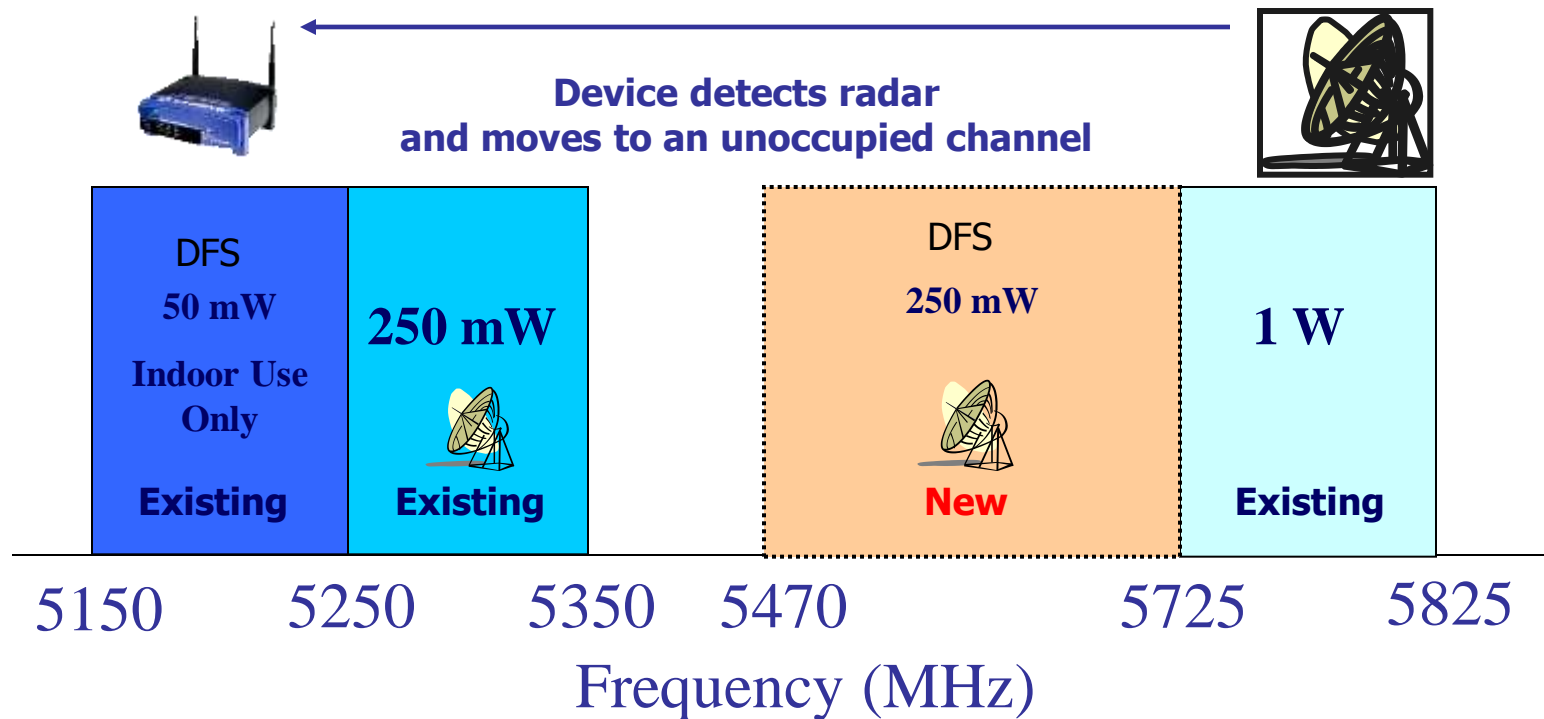 Device detects radar
and moves to an unoccupied channel
DFS
50 mW
Indoor Use
Only
Existing
250 mW
Existing
DFS
250 mW
New
1 W
Existing
5150 5250 5350 5470 5725 5825
Frequency (MHz)